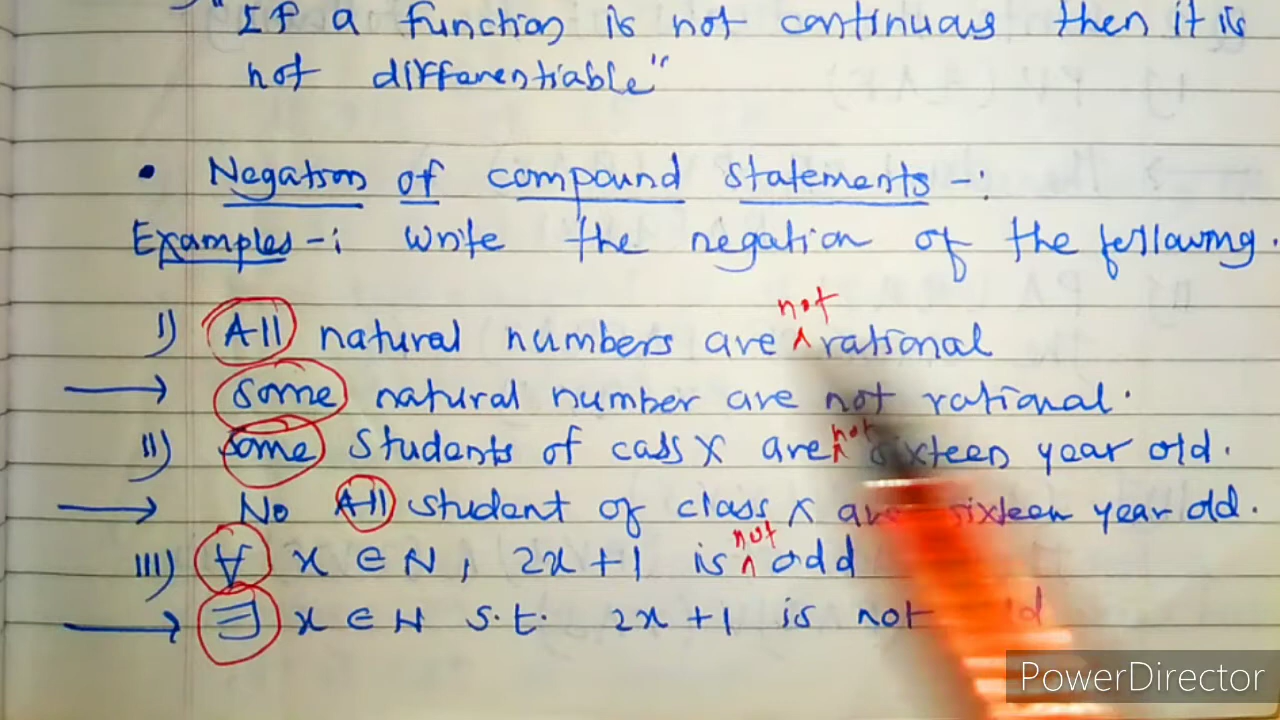 "If a function is not continuous then it is
not differentiable"
• Negation of compound statements -:
Examples -: Write the negation of the following.
not
I) All natural numbers are ^ rational
→ some natural number are not rational.
II) some students of cass X are ^ not sixteen year old.
→ No All student of class X are sixteen year old.
not
III) ∀ x ∈ N, 2x + 1 is ^ odd
→ ∃ x ∈ N s.t. 2x + 1 is not
PowerDirector